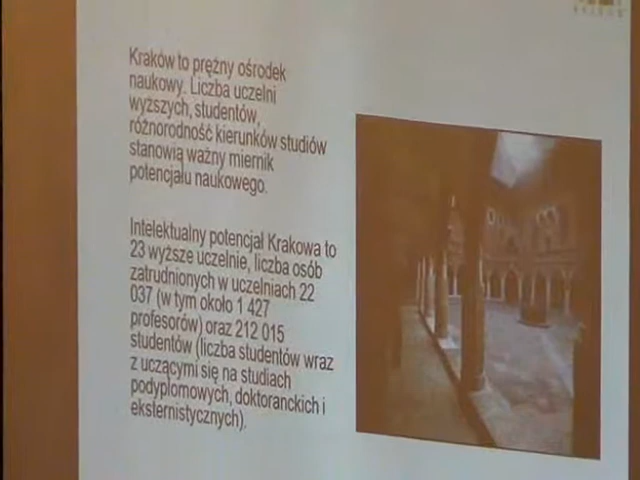 Kraków to prężny ośrodek
naukowy. Liczba uczelni
wyższych, studentów,
różnorodność kierunków studiów
stanowią ważny miernik
potencjału naukowego.
Intelektualny potencjał Krakowa to
23 wyższe uczelnie, liczba osób
zatrudnionych w uczelniach 22
037 (w tym około 1 427
profesorów) oraz 212 015
studentów (liczba studentów wraz
z uczącymi się na studiach
podyplomowych, doktoranckich i
eksternistycznych).